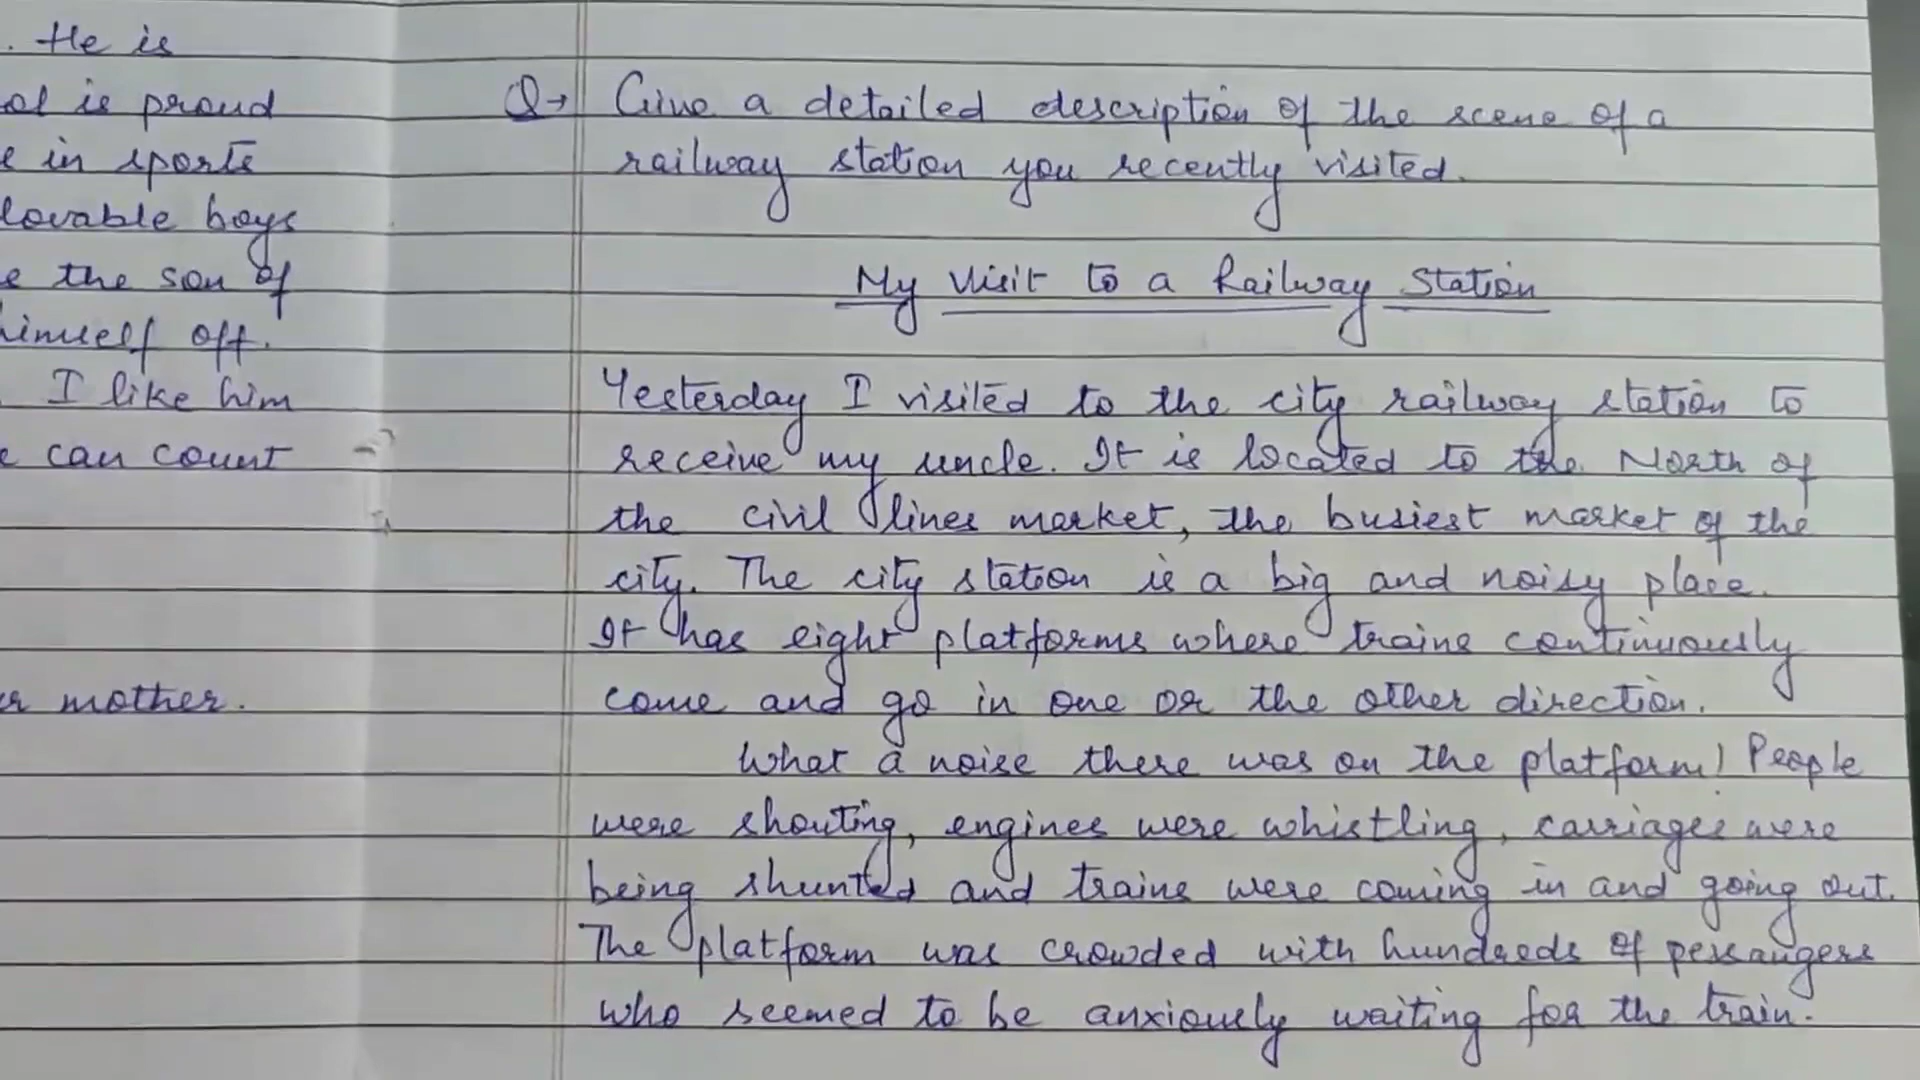 . He is
ol is proud
e in sports
lovable boys
e the son of
himself off.
. I like him
e can count
er mother.
Q→ Give a detailed description of the scene of a
railway station you recently visited.
My Visit to a Railway Station
Yesterday I visited to the city railway station to
receive my uncle. It is located to the North of
the civil lines market, the busiest market of the
city. The city station is a big and noisy place.
It has eight platforms where trains continuously
come and go in one or the other direction.
What a noise there was on the platform! People
were shouting, engines were whistling, carriages were
being shunted and trains were coming in and going out.
The platform was crowded with hundreds of pessangers
who seemed to be anxiously waiting for the train.